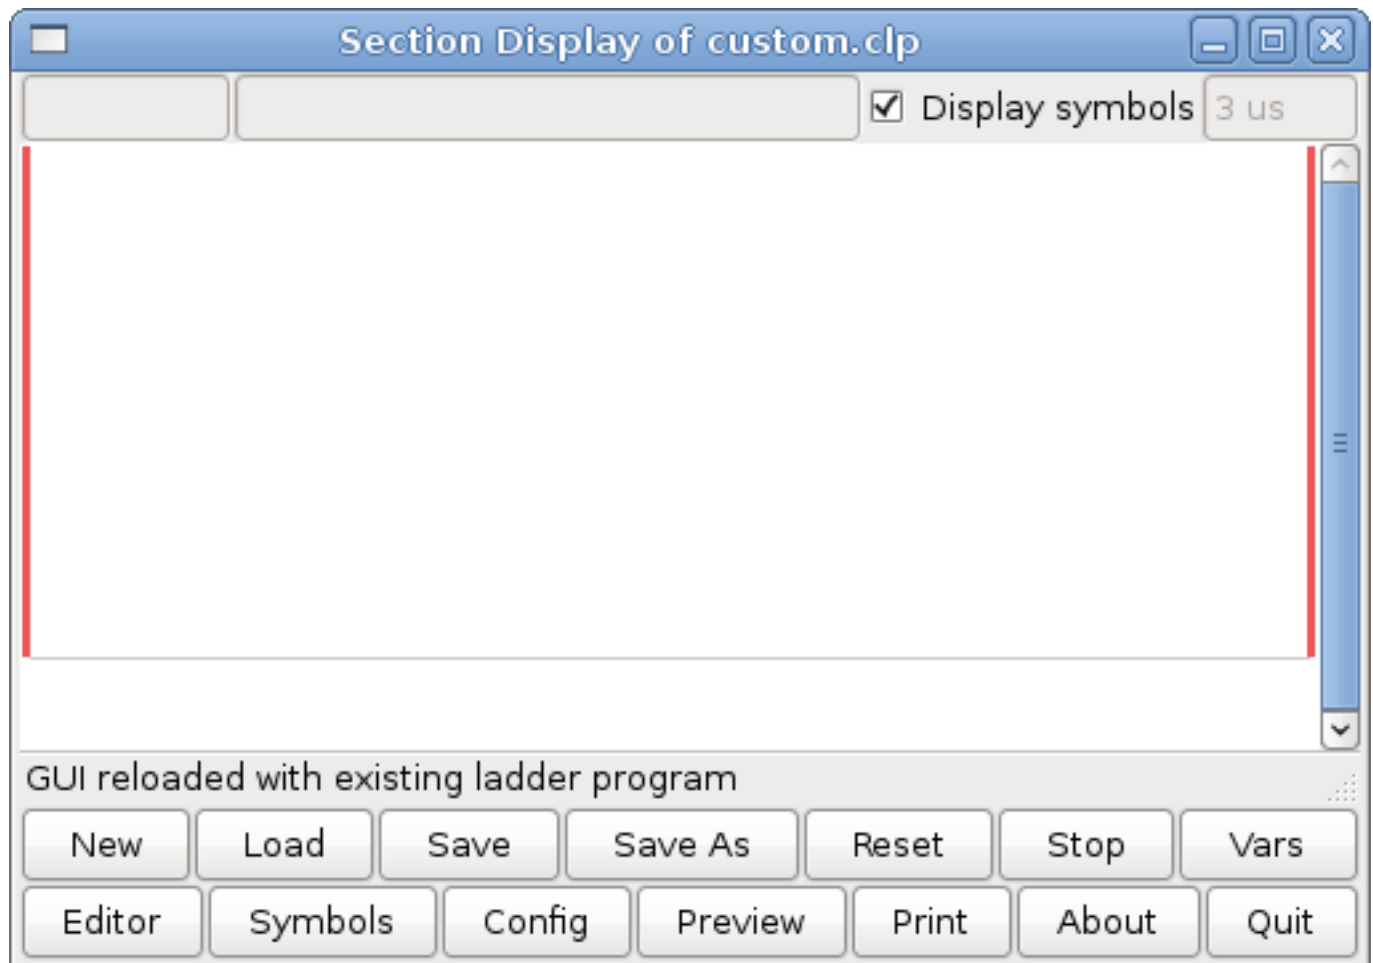 Section Display of custom.clp
Display symbols 3 us
GUI reloaded with existing ladder program
New Load Save Save As Reset Stop Vars
Editor Symbols Config Preview Print About Quit